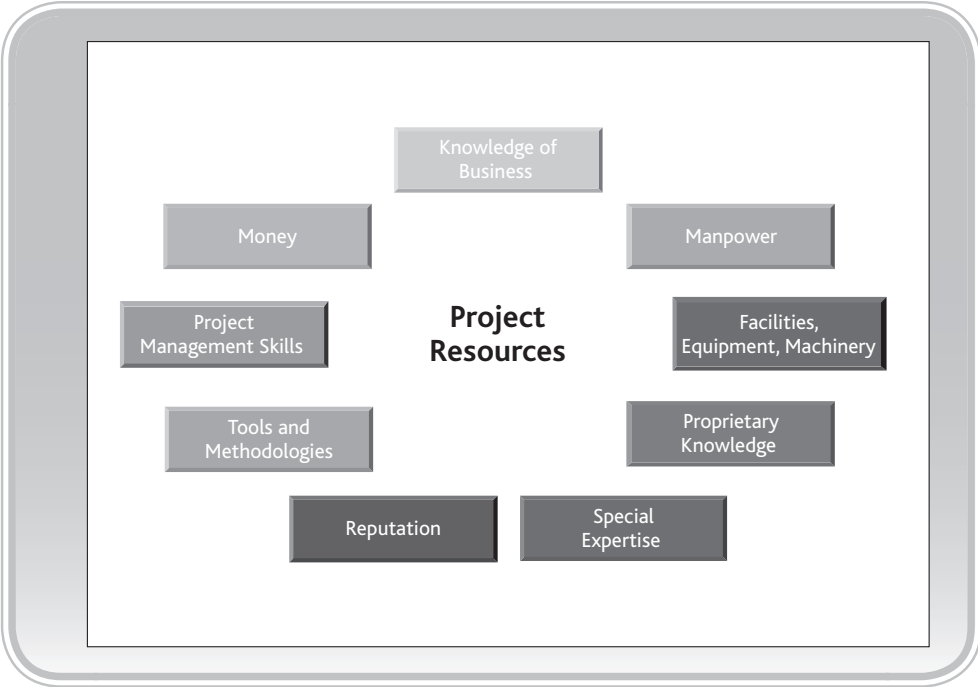 Knowledge of
Business
Money
Manpower
Project
Management Skills
Project
Resources
Facilities,
Equipment, Machinery
Tools and
Methodologies
Proprietary
Knowledge
Reputation
Special
Expertise